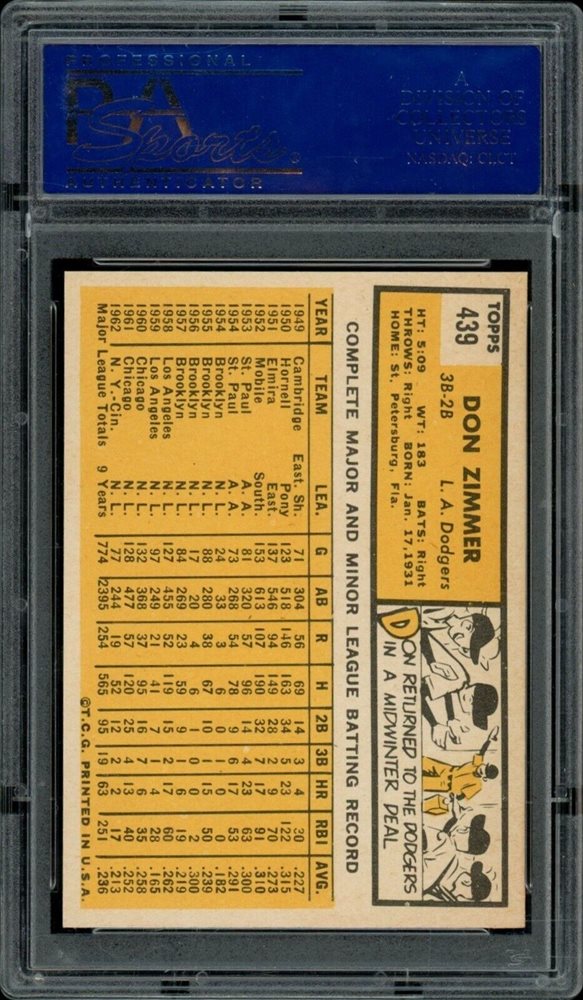 PROFESSIONAL
PSA
Sports
AUTHENTICATOR
A
DIVISION OF
COLLECTORS
UNIVERSE
NASDAQ: CLCT
TOPPS
439
DON ZIMMER
3B-2B L. A. Dodgers
HT: 5:09 WT: 183 BATS: Right
THROWS: Right BORN: Jan. 17, 1931
HOME: St. Petersburg, Fla.
DON RETURNED TO THE DODGERS
IN A MIDWINTER DEAL
COMPLETE MAJOR AND MINOR LEAGUE BATTING RECORD
YEAR TEAM LEA. G AB R H 2B 3B HR RBI AVG.
1949 Cambridge East. Sh. 71 304 56 69 14 3 4 30 .227
1950 Hornell Pony 123 518 146 163 34 5 23 122 .315
1951 Elmira East. 137 546 94 149 28 2 9 70 .273
1952 Mobile South. 153 613 107 190 32 7 17 91 .310
1953 St. Paul A. A. 81 320 57 96 14 4 23 63 .300
1954 St. Paul A. A. 73 268 54 78 9 6 17 53 .291
1954 Brooklyn N. L. 24 33 3 6 0 1 0 0 .182
1955 Brooklyn N. L. 88 280 38 67 10 1 15 50 .239
1956 Brooklyn N. L. 17 20 4 6 1 0 0 2 .300
1957 Brooklyn N. L. 84 269 23 59 9 1 6 19 .219
1958 Los Angeles N. L. 127 455 52 119 15 2 17 60 .262
1959 Los Angeles N. L. 97 249 21 41 7 1 4 28 .165
1960 Chicago N. L. 132 368 37 95 16 7 6 35 .258
1961 Chicago N. L. 128 477 57 120 25 4 13 40 .252
1962 N. Y.-Cin. N. L. 77 244 19 52 12 2 2 17 .213
Major League Totals 9 Years 774 2395 254 565 95 19 63 251 .236
©T.C.G. PRINTED IN U.S.A.